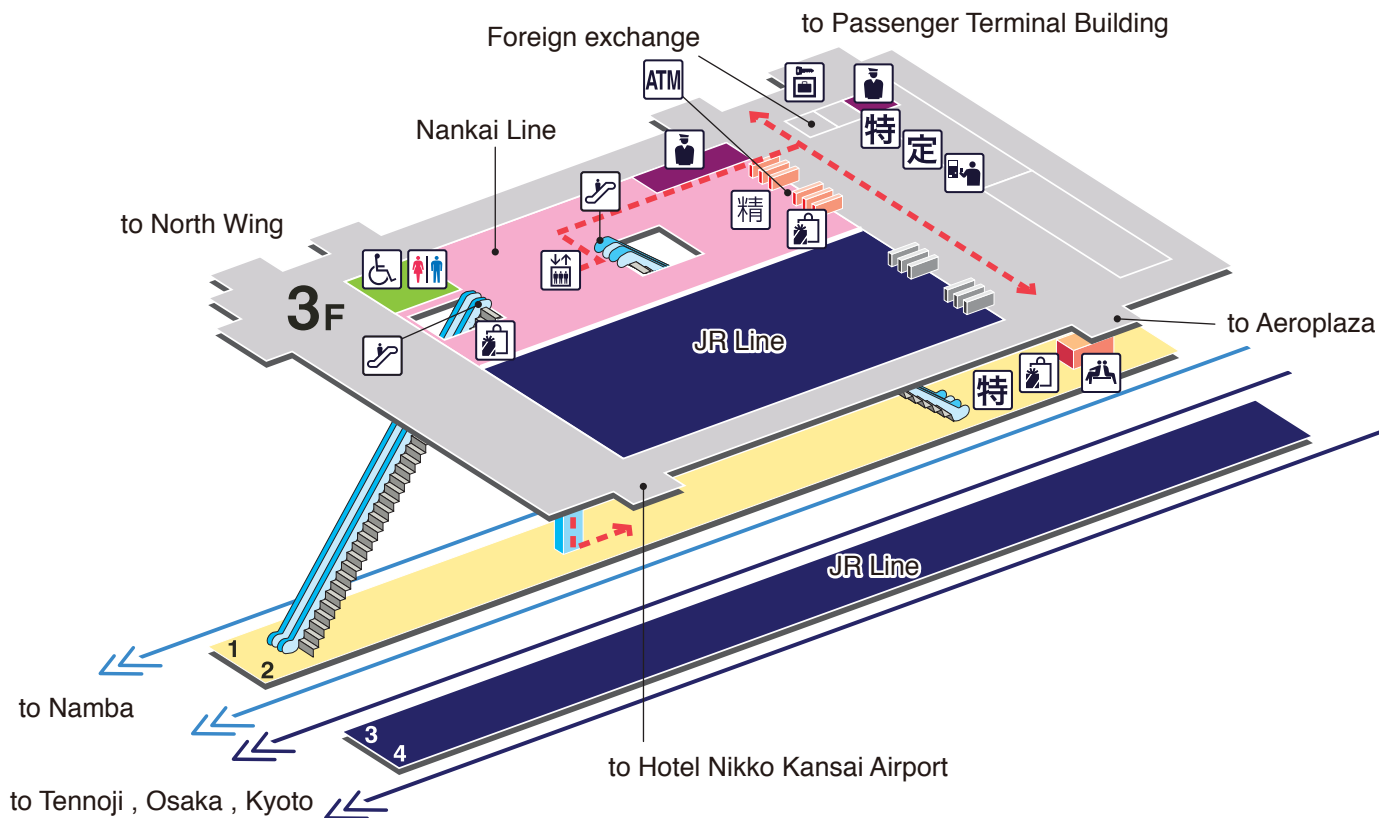 to Passenger Terminal Building
Foreign exchange
ATM
Nankai Line
特
定
精
to North Wing
3F
JR Line
to Aeroplaza
特
JR Line
1
2
to Namba
3
4
to Hotel Nikko Kansai Airport
to Tennoji , Osaka , Kyoto